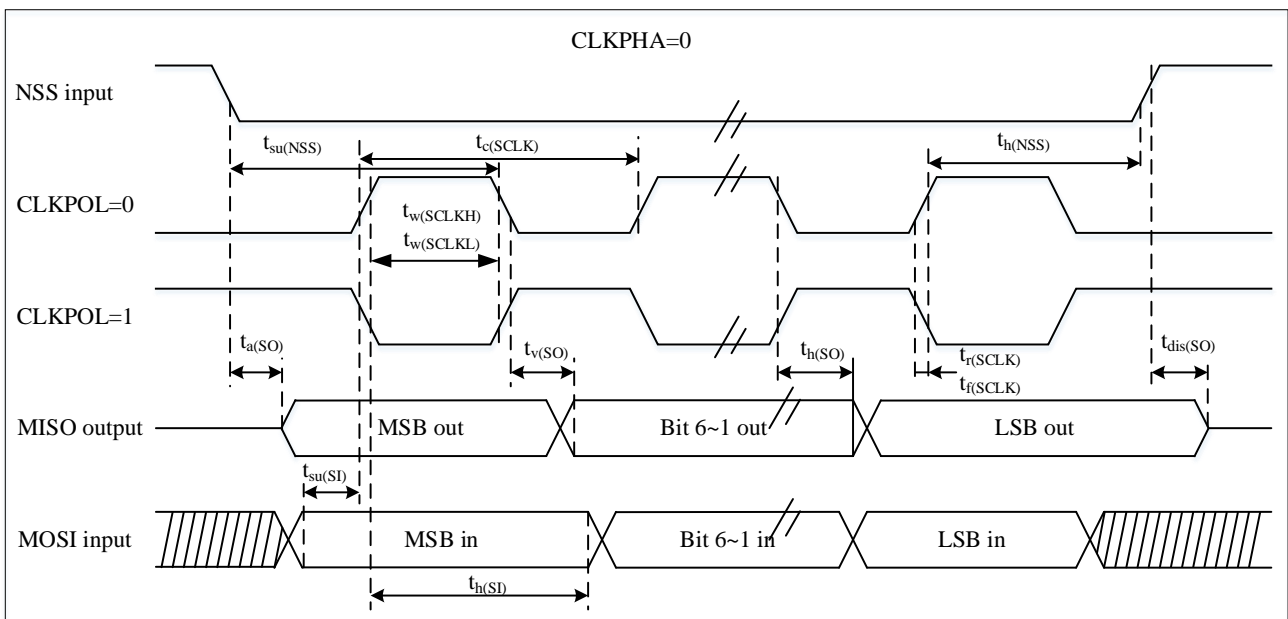 CLKPHA=0
NSS input
tsu(NSS)
tc(SCLK)
th(NSS)
CLKPOL=0
tw(SCLKH)
tw(SCLKL)
CLKPOL=1
ta(SO)
tv(SO)
th(SO)
tr(SCLK)
tf(SCLK)
tdis(SO)
MISO output
MSB out
Bit 6~1 out
LSB out
tsu(SI)
MOSI input
MSB in
Bit 6~1 in
LSB in
th(SI)